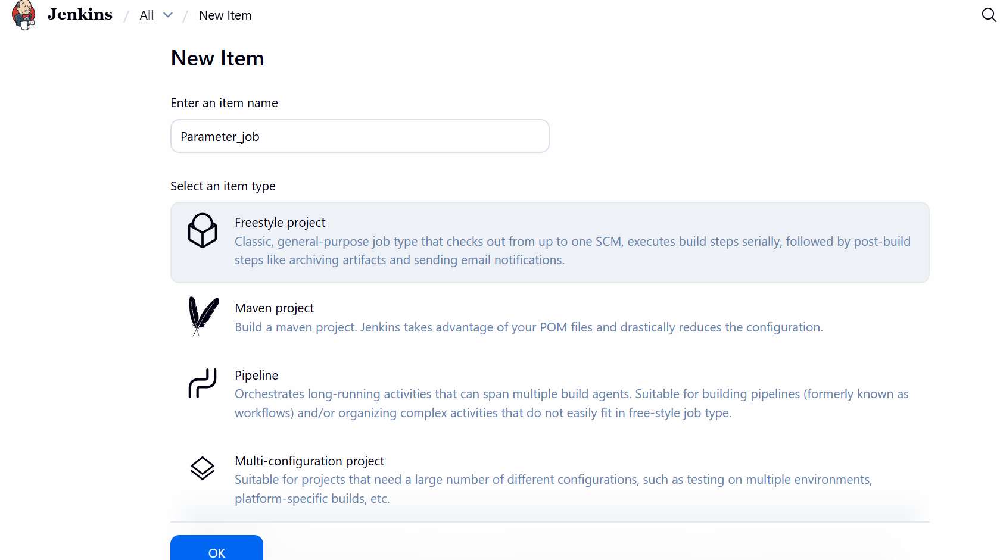 Jenkins / All / New Item
New Item
Enter an item name
Parameter_job
Select an item type
Freestyle project
Classic, general-purpose job type that checks out from up to one SCM, executes build steps serially, followed by post-build
steps like archiving artifacts and sending email notifications.
Maven project
Build a maven project. Jenkins takes advantage of your POM files and drastically reduces the configuration.
Pipeline
Orchestrates long-running activities that can span multiple build agents. Suitable for building pipelines (formerly known as
workflows) and/or organizing complex activities that do not easily fit in free-style job type.
Multi-configuration project
Suitable for projects that need a large number of different configurations, such as testing on multiple environments,
platform-specific builds, etc.
OK